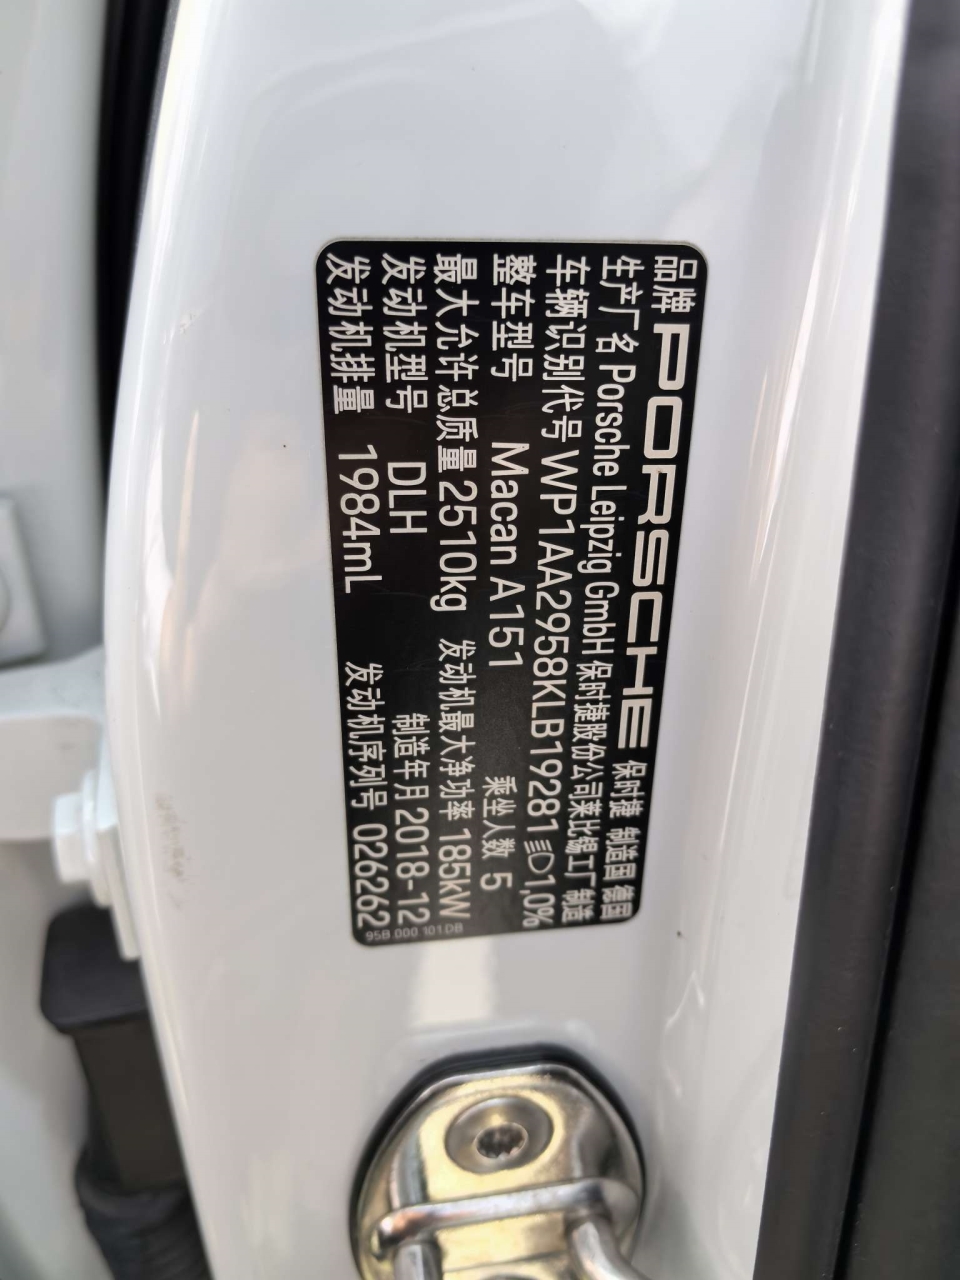 品牌 PORSCHE 保时捷 制造国 德国
生产厂名 Porsche Leipzig GmbH 保时捷股份公司莱比锡工厂 制造
车辆识别代号 WP1AA2958KLB19281 1,0%
整车型号 Macan A151 乘坐人数 5
最大允许总质量 2510kg 发动机最大净功率 185kW
发动机型号 DLH 制造年月 2018-12
发动机排量 1984mL 发动机序列号 026262
95B 000 101.DB